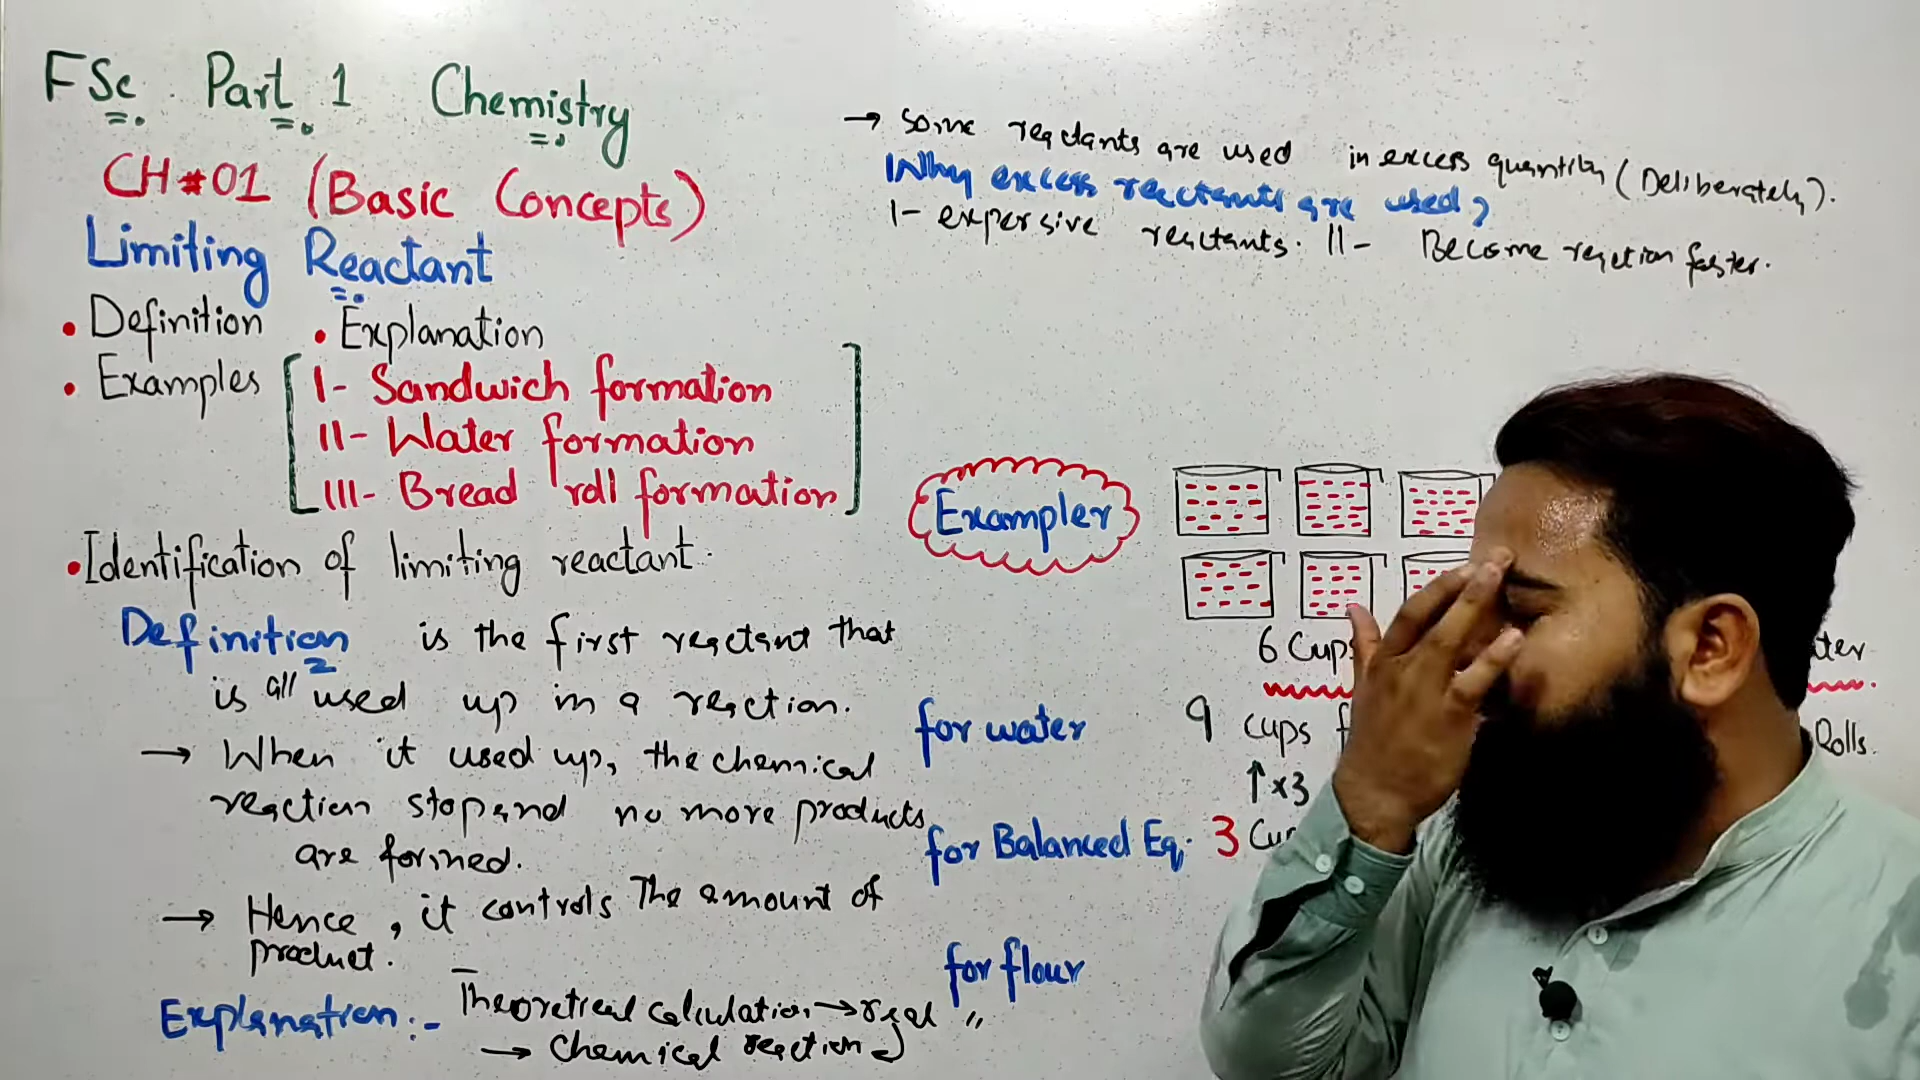 FSc Part 1 Chemistry
CH#01 (Basic Concepts)
Limiting Reactant
• Definition • Explanation
• Examples [I- Sandwich formation
II- Water formation
III- Bread roll formation]
• Identification of limiting reactant.
Definition is the first reactant that
is all used up in a reaction.
→ When it used up, the chemical
reaction stop and no more products
are formed.
→ Hence, it controls The amount of
product.
Explanation:- Theoretical calculation → real "
→ Chemical reaction
→ Some reactants are used in excess quantity (Deliberately).
Why excess reactants are used?
I- expensive reactants. II- Become reaction faster.
Examples
6 Cups
for water 9 cups Rolls.
↑x3
for Balanced Eq. 3
for flour